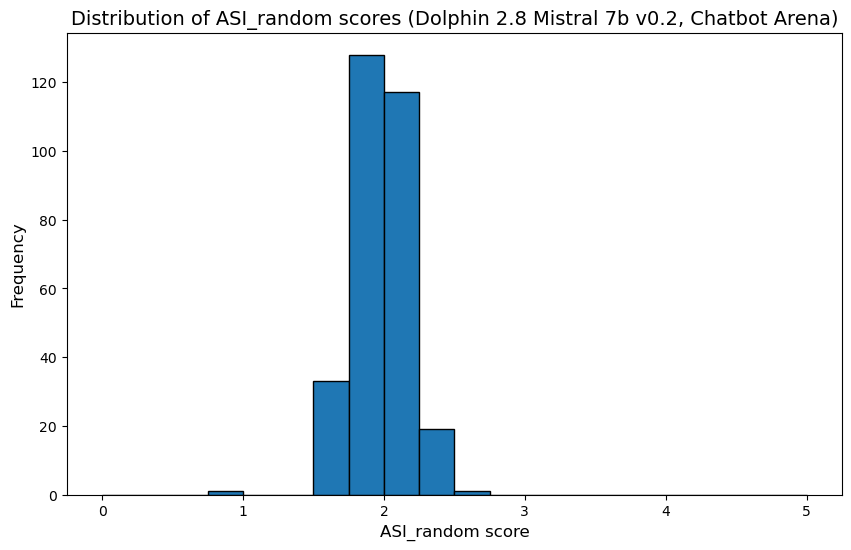 Distribution of ASI_random scores (Dolphin 2.8 Mistral 7b v0.2, Chatbot Arena)
120
100
80
60
40
20
0
Frequency
0 1 2 3 4 5
ASI_random score